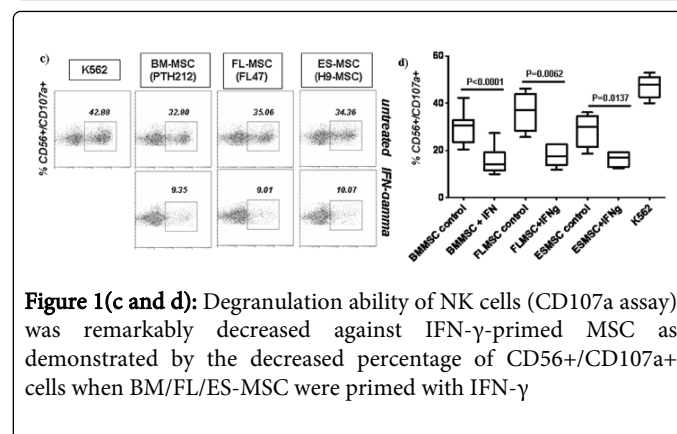 c)
K562
BM-MSC
(PTH212)
FL-MSC
(FL47)
ES-MSC
(H9-MSC)
% CD56+/CD107a+
42.88
32.80
35.06
34.36
untreated
9.35
9.01
10.07
IFN-gamma
d)
% CD56+/CD107a+
60
40
20
0
P<0.0001
P=0.0062
P=0.0137
BMMSC control
BMMSC + IFN
FLMSC control
FLMSC+IFNg
ESMSC control
ESMSC+IFNg
K562
Figure 1(c and d): Degranulation ability of NK cells (CD107a assay)
was remarkably decreased against IFN-γ-primed MSC as
demonstrated by the decreased percentage of CD56+/CD107a+
cells when BM/FL/ES-MSC were primed with IFN-γ